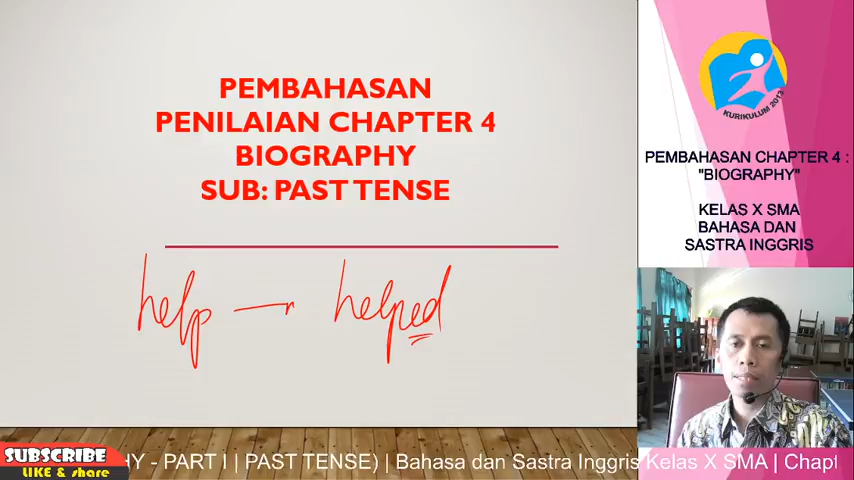 PEMBAHASAN
PENILAIAN CHAPTER 4
BIOGRAPHY
SUB: PAST TENSE
help → helped
KURIKULUM 2013
PEMBAHASAN CHAPTER 4 :
"BIOGRAPHY"
KELAS X SMA
BAHASA DAN
SASTRA INGGRIS
SUBSCRIBE
LIKE & share
HY - PART I | PAST TENSE) | Bahasa dan Sastra Inggris Kelas X SMA | Chapt